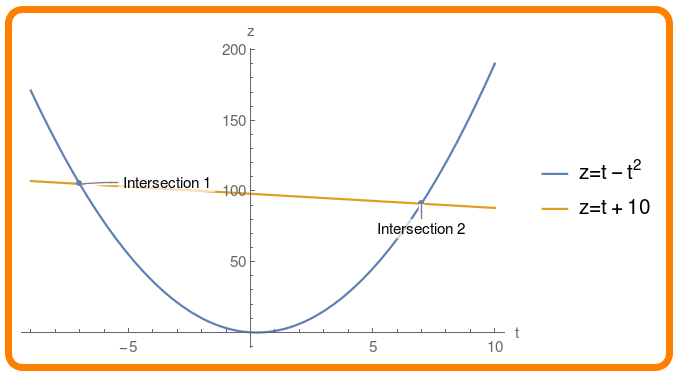 z
200
150
Intersection 1
100
Intersection 2
50
−5
5
10
t
z=t − t²
z=t + 10